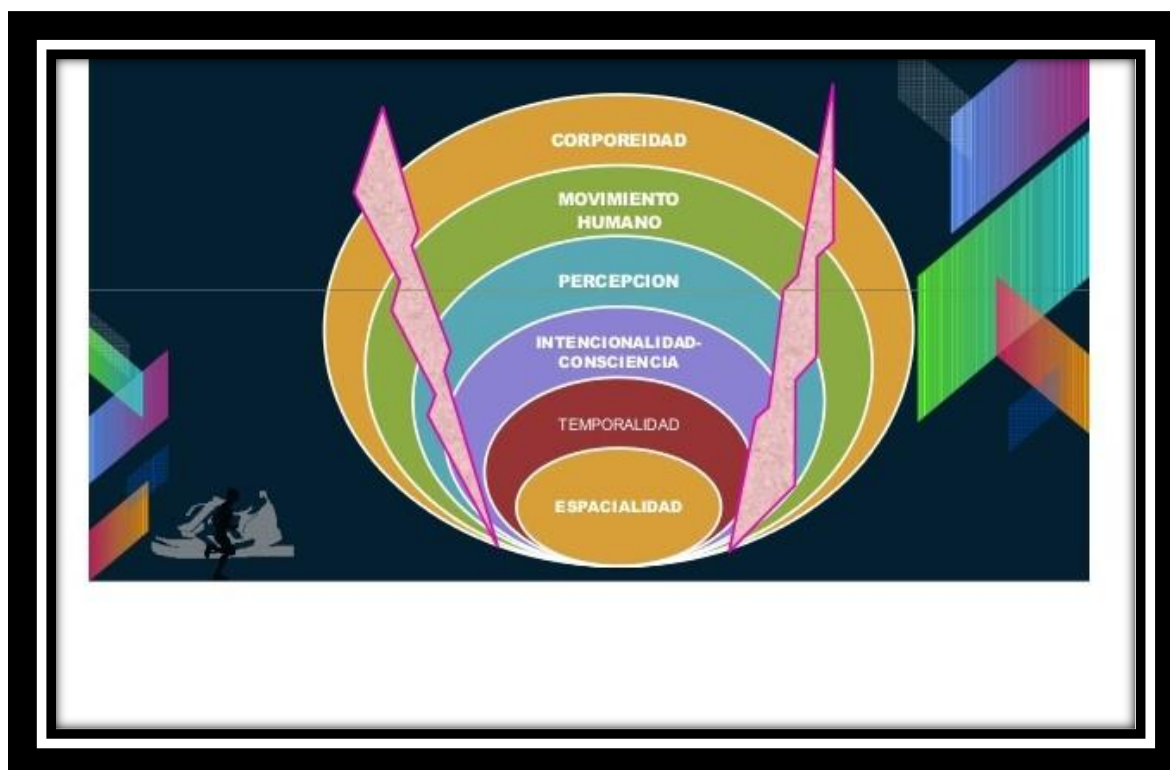 CORPOREIDAD
MOVIMIENTO
HUMANO
PERCEPCION
INTENCIONALIDAD-
CONSCIENCIA
TEMPORALIDAD
ESPACIALIDAD